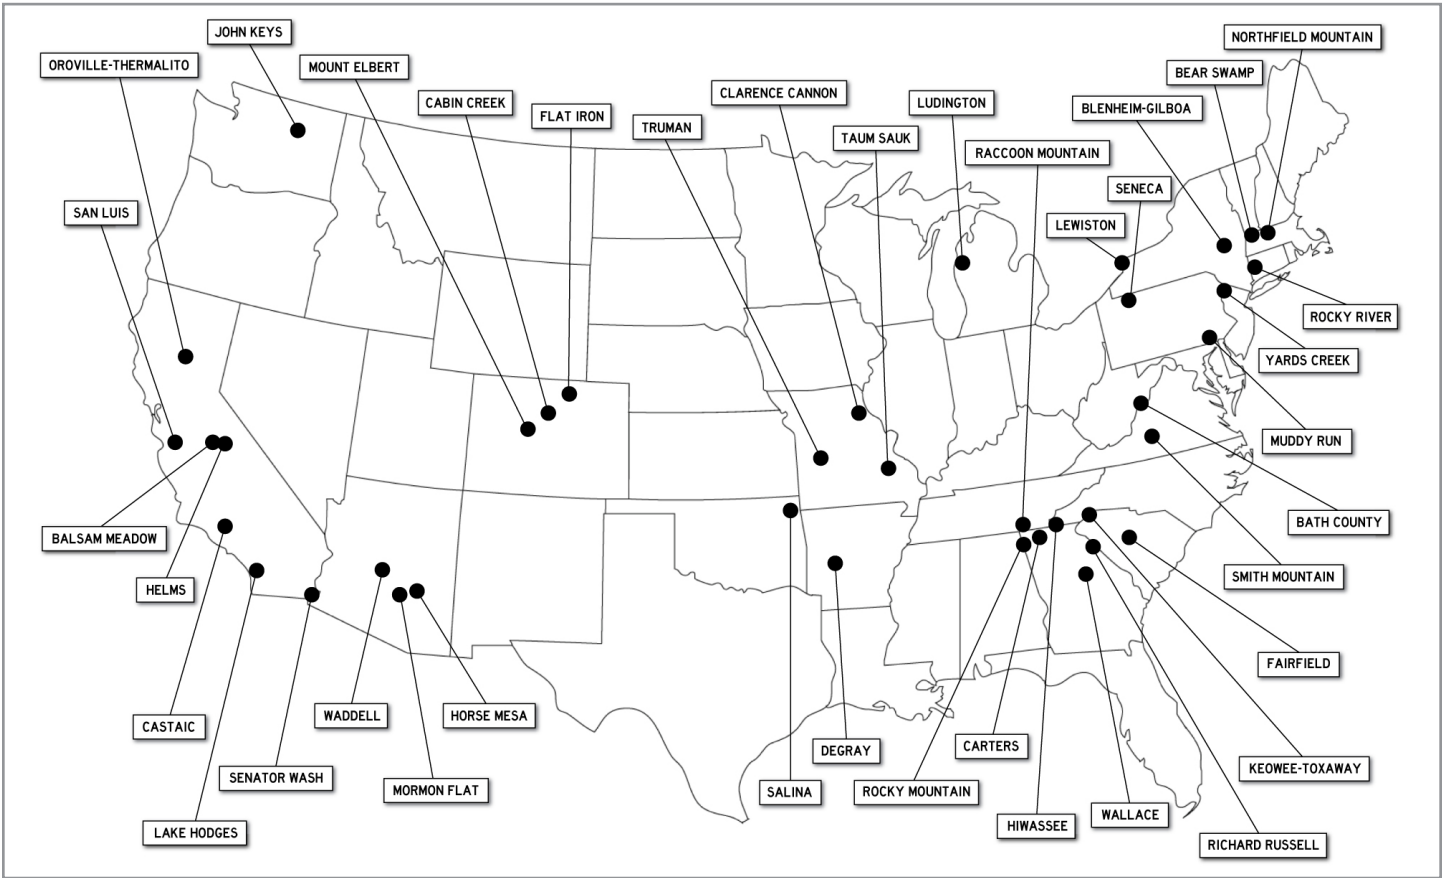 JOHN KEYS
NORTHFIELD MOUNTAIN
OROVILLE-THERMALITO
MOUNT ELBERT
BEAR SWAMP
CLARENCE CANNON
CABIN CREEK
LUDINGTON
BLENHEIM-GILBOA
FLAT IRON
TRUMAN
TAUM SAUK
RACCOON MOUNTAIN
SENECA
SAN LUIS
LEWISTON
ROCKY RIVER
YARDS CREEK
MUDDY RUN
BATH COUNTY
BALSAM MEADOW
SMITH MOUNTAIN
HELMS
FAIRFIELD
WADDELL
HORSE MESA
CASTAIC
CARTERS
DEGRAY
KEOWEE-TOXAWAY
SENATOR WASH
MORMON FLAT
SALINA
ROCKY MOUNTAIN
WALLACE
HIWASSEE
LAKE HODGES
RICHARD RUSSELL